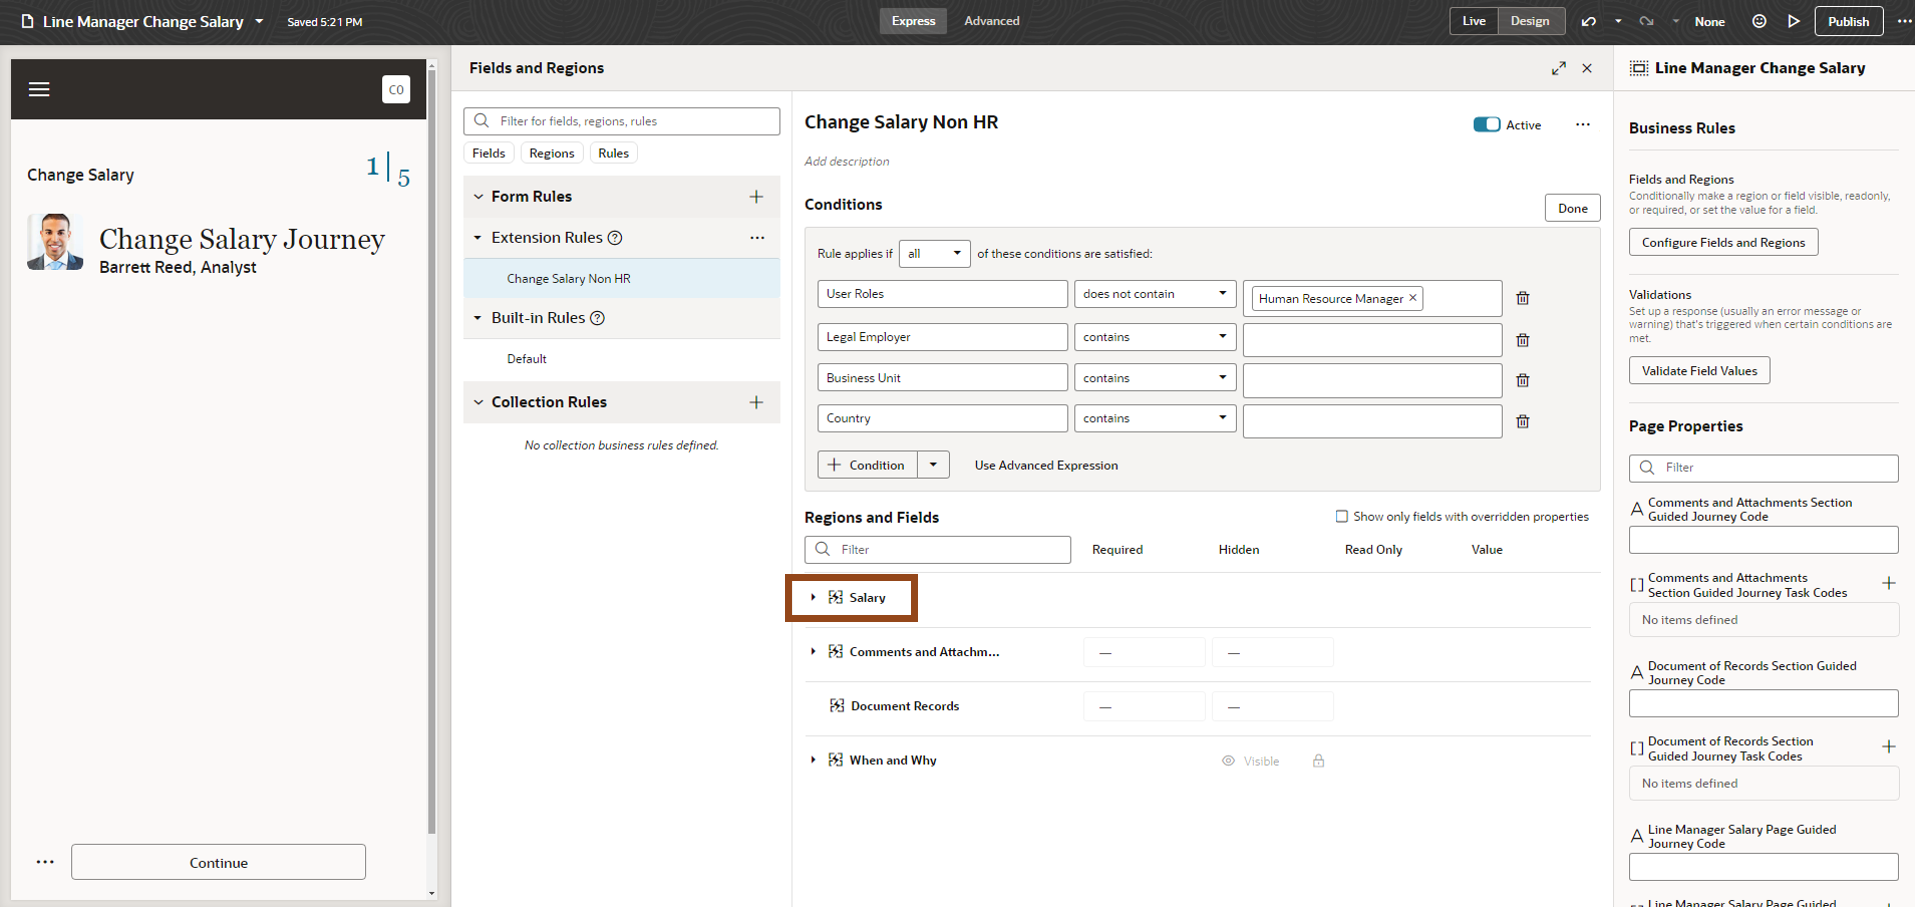 Line Manager Change Salary
Saved 5:21 PM
Express
Advanced
Live
Design
None
Publish
CO
Change Salary
1
5
Change Salary Journey
Barrett Reed, Analyst
Continue
Fields and Regions
Filter for fields, regions, rules
Fields
Regions
Rules
Form Rules
Extension Rules
Change Salary Non HR
Built-in Rules
Default
Collection Rules
No collection business rules defined.
Change Salary Non HR
Active
Add description
Conditions
Done
Rule applies if all of these conditions are satisfied:
User Roles does not contain Human Resource Manager
Legal Employer contains
Business Unit contains
Country contains
Condition
Use Advanced Expression
Regions and Fields
Show only fields with overridden properties
Filter
Required
Hidden
Read Only
Value
Salary
Comments and Attachm... — —
Document Records — —
When and Why Visible
Line Manager Change Salary
Business Rules
Fields and Regions
Conditionally make a region or field visible, readonly,
or required, or set the value for a field.
Configure Fields and Regions
Validations
Set up a response (usually an error message or
warning) that's triggered when certain conditions are
met.
Validate Field Values
Page Properties
Filter
Comments and Attachments Section
Guided Journey Code
Comments and Attachments
Section Guided Journey Task Codes
No items defined
Document of Records Section Guided
Journey Code
Document of Records Section
Guided Journey Task Codes
No items defined
Line Manager Salary Page Guided
Journey Code
Line Manager Salary Page Guided